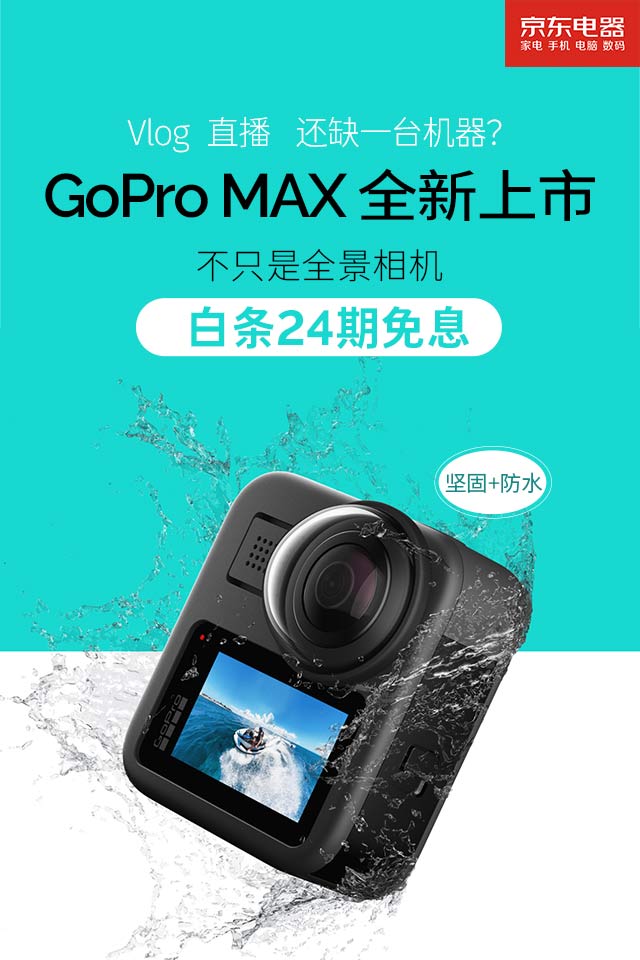 京东电器
家电 手机 电脑 数码
Vlog 直播 还缺一台机器?
GoPro MAX 全新上市
不只是全景相机
白条24期免息
坚固+防水
GoPro